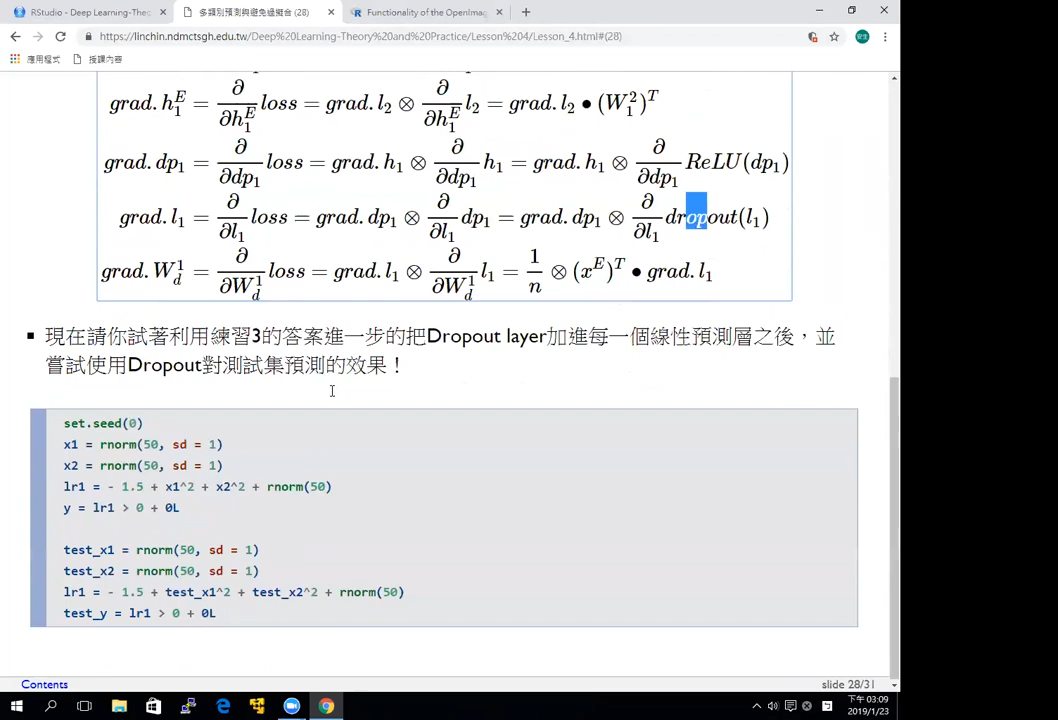 RStudio - Deep Learning-Theo
多類別預測與避免過擬合 (28)
Functionality of the OpenImag
https://linchin.ndmctsgh.edu.tw/Deep%20Learning-Theory%20and%20Practice/Lesson%204/Lesson_4.html#(28)
應用程式 授課內容
grad. h_1^E = ∂/∂h_1^E loss = grad. l_2 ⊗ ∂/∂h_1^E l_2 = grad. l_2 • (W_1^2)^T
grad. dp_1 = ∂/∂dp_1 loss = grad. h_1 ⊗ ∂/∂dp_1 h_1 = grad. h_1 ⊗ ∂/∂dp_1 ReLU(dp_1)
grad. l_1 = ∂/∂l_1 loss = grad. dp_1 ⊗ ∂/∂l_1 dp_1 = grad. dp_1 ⊗ ∂/∂l_1 dropout(l_1)
grad. W_d^1 = ∂/∂W_d^1 loss = grad. l_1 ⊗ ∂/∂W_d^1 l_1 = 1/n ⊗ (x^E)^T • grad. l_1
現在請你試著利用練習3的答案進一步的把Dropout layer加進每一個線性預測層之後，並
嘗試使用Dropout對測試集預測的效果！
set.seed(0)
x1 = rnorm(50, sd = 1)
x2 = rnorm(50, sd = 1)
lr1 = - 1.5 + x1^2 + x2^2 + rnorm(50)
y = lr1 > 0 + 0L
test_x1 = rnorm(50, sd = 1)
test_x2 = rnorm(50, sd = 1)
lr1 = - 1.5 + test_x1^2 + test_x2^2 + rnorm(50)
test_y = lr1 > 0 + 0L
Contents
slide 28/31
下午 03:09
2019/1/23